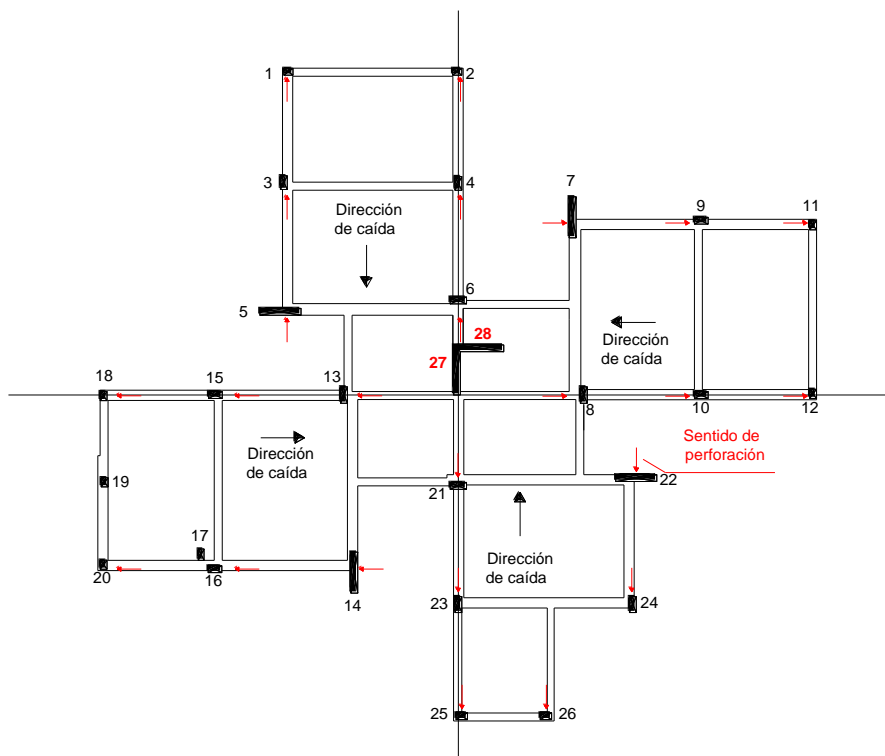 1
2
3
4
7
9
11
Dirección
de caída
5
6
28
27
Dirección
de caída
18
15
13
8
10
12
Dirección
de caída
Sentido de
perforación
19
21
22
17
20
16
14
Dirección
de caída
23
24
25
26